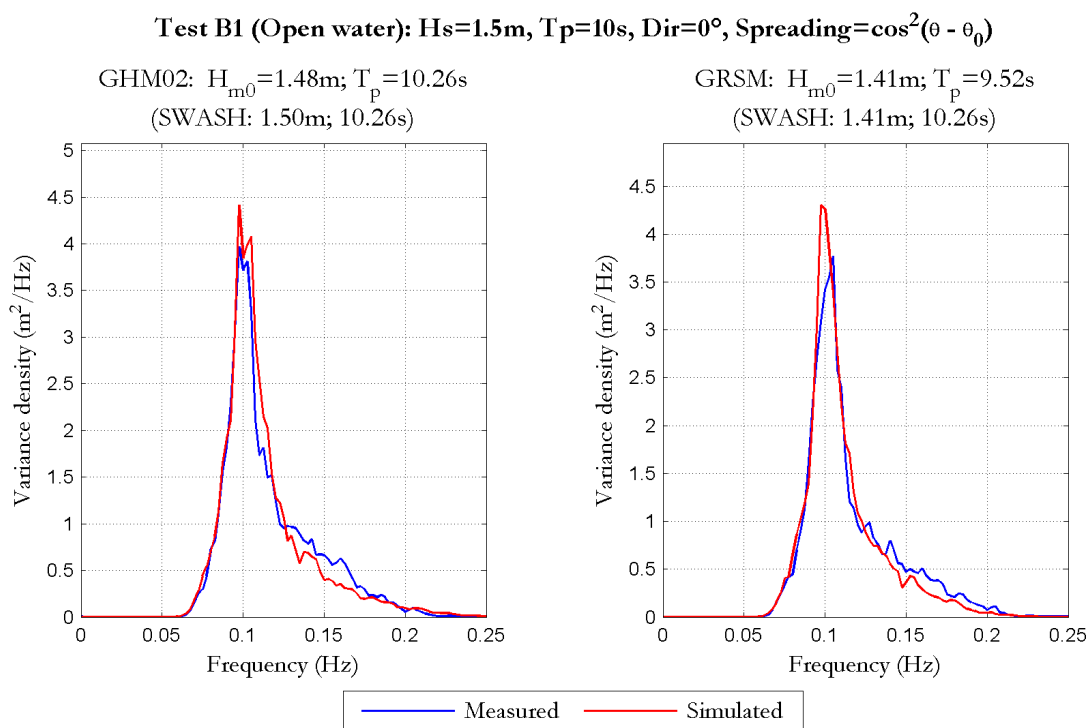 Test B1 (Open water): Hs=1.5m, Tp=10s, Dir=0°, Spreading=cos²(θ - θ₀)
GHM02: Hm0=1.48m; Tp=10.26s
(SWASH: 1.50m; 10.26s)
5
4.5
4
3.5
3
2.5
2
1.5
1
0.5
0
Variance density (m²/Hz)
0 0.05 0.1 0.15 0.2 0.25
Frequency (Hz)
GRSM: Hm0=1.41m; Tp=9.52s
(SWASH: 1.41m; 10.26s)
4.5
4
3.5
3
2.5
2
1.5
1
0.5
0
Variance density (m²/Hz)
0 0.05 0.1 0.15 0.2 0.25
Frequency (Hz)
Measured Simulated